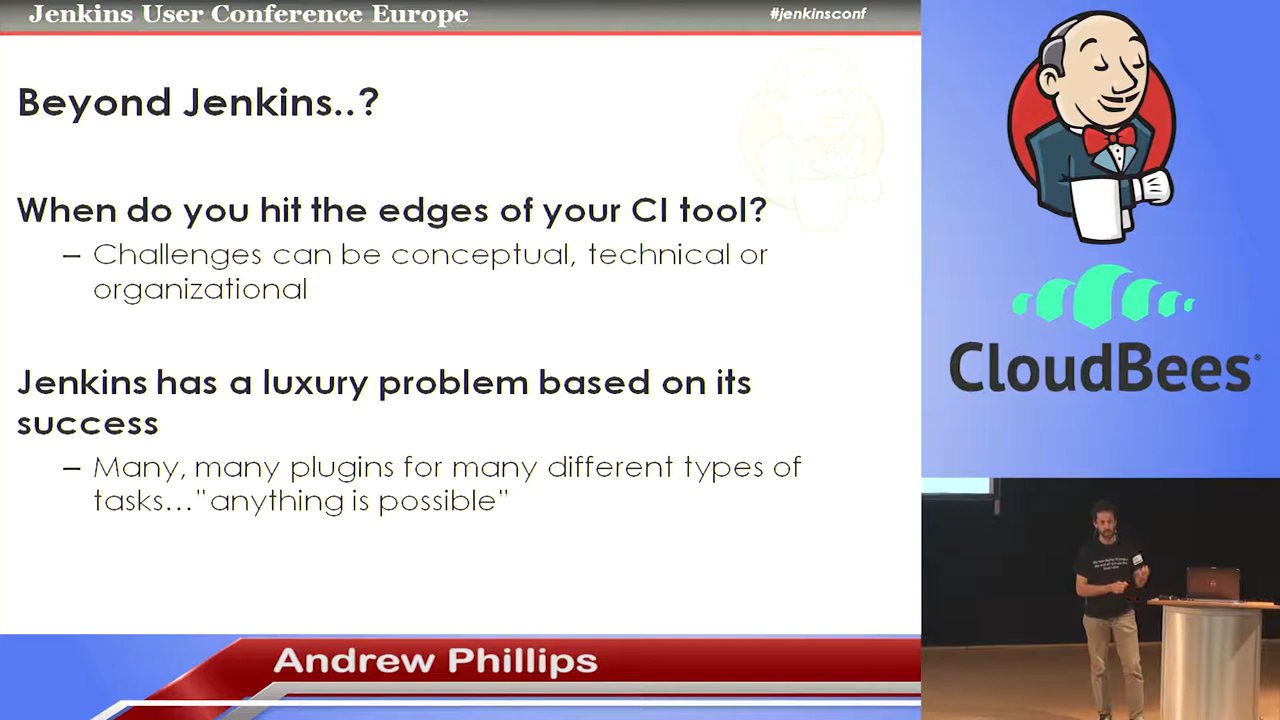 Jenkins User Conference Europe
#jenkinsconf
Beyond Jenkins..?
When do you hit the edges of your CI tool?
– Challenges can be conceptual, technical or
organizational
Jenkins has a luxury problem based on its
success
– Many, many plugins for many different types of
tasks..."anything is possible"
CloudBees
Andrew Phillips